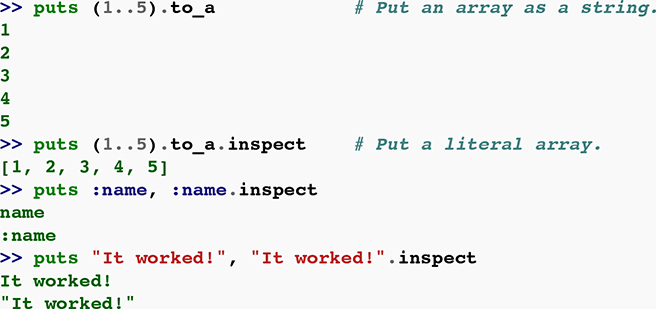 >> puts (1..5).to_a             # Put an array as a string.
1
2
3
4
5
>> puts (1..5).to_a.inspect     # Put a literal array.
[1, 2, 3, 4, 5]
>> puts :name, :name.inspect
name
:name
>> puts "It worked!", "It worked!".inspect
It worked!
"It worked!"